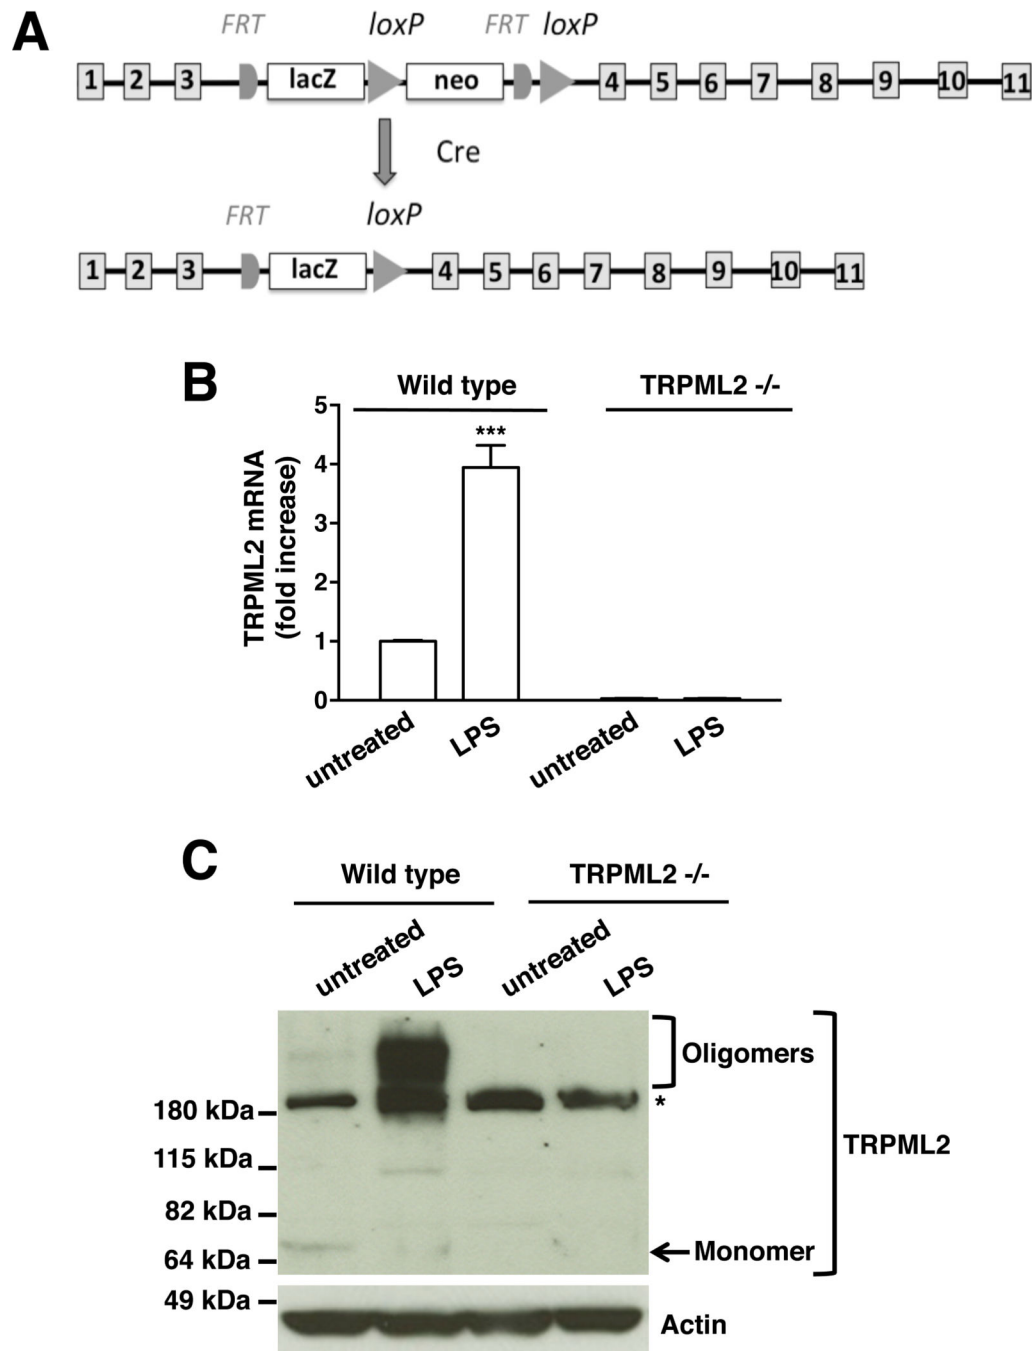 A
FRT loxP FRT loxP
1 2 3 lacZ neo 4 5 6 7 8 9 10 11
Cre
FRT loxP
1 2 3 lacZ 4 5 6 7 8 9 10 11
B
Wild type TRPML2 -/-
TRPML2 mRNA
(fold increase)
5
4
3
2
1
0
***
untreated LPS untreated LPS
C
Wild type TRPML2 -/-
untreated LPS untreated LPS
Oligomers
180 kDa *
115 kDa TRPML2
82 kDa
64 kDa Monomer
49 kDa
Actin